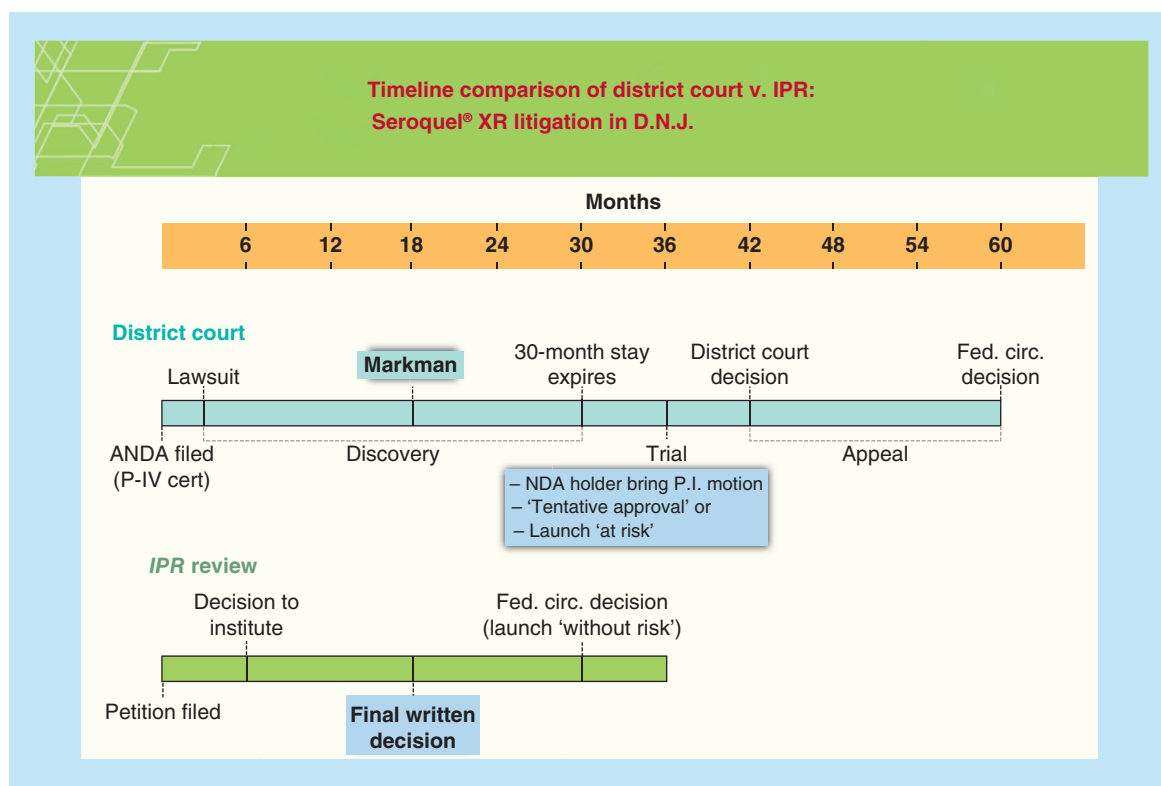 Timeline comparison of district court v. IPR:
Seroquel® XR litigation in D.N.J.
Months
6 12 18 24 30 36 42 48 54 60
District court
Lawsuit
Markman
30-month stay
expires
District court
decision
Fed. circ.
decision
ANDA filed
(P-IV cert)
Discovery
Trial
Appeal
– NDA holder bring P.I. motion
– ‘Tentative approval’ or
– Launch ‘at risk’
IPR review
Decision to
institute
Fed. circ. decision
(launch ‘without risk’)
Petition filed
Final written
decision